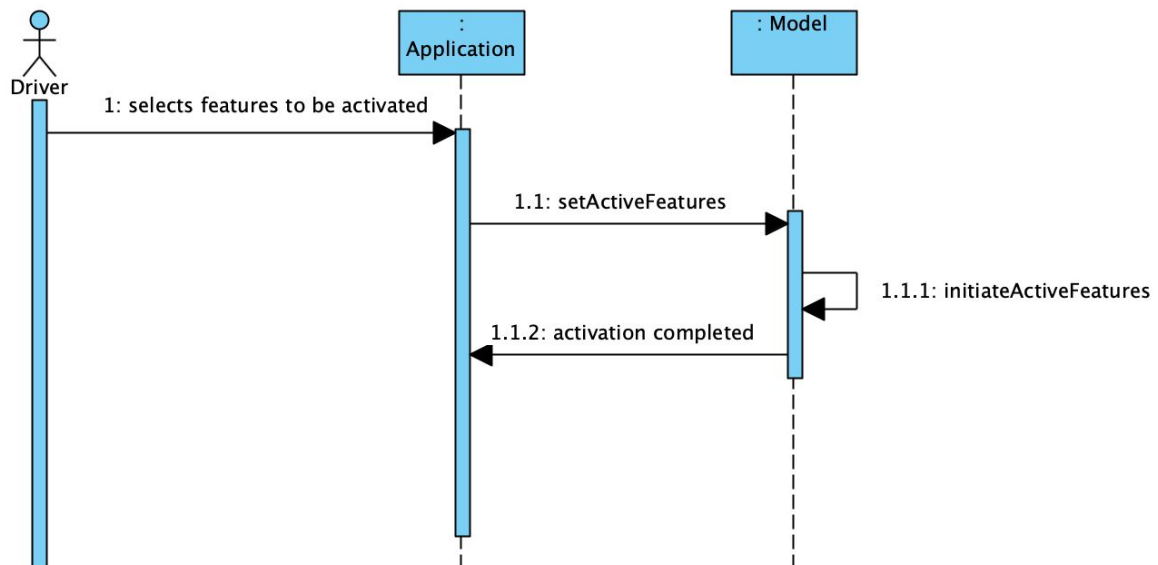 :
Application
: Model
Driver
1: selects features to be activated
1.1: setActiveFeatures
1.1.1: initiateActiveFeatures
1.1.2: activation completed